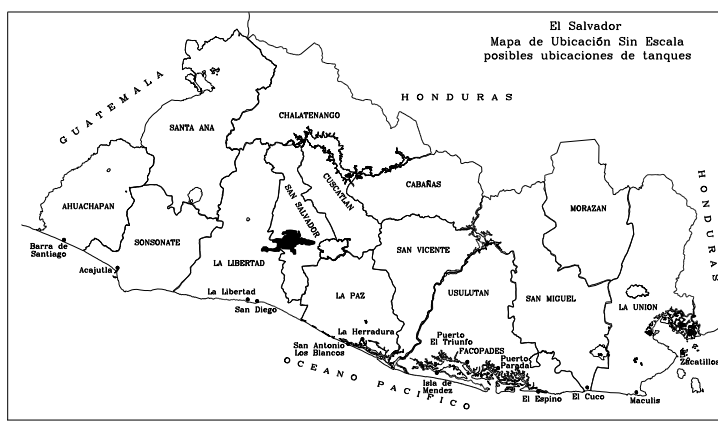 El Salvador
Mapa de Ubicación Sin Escala
posibles ubicaciones de tanques
GUATEMALA
HONDURAS
CHALATENANGO
SANTA ANA
HONDURAS
CUSCATLAN
CABAÑAS
SAN SALVADOR
AHUACHAPAN
MORAZAN
SONSONATE
SAN VICENTE
Barra de
Santiago
LA LIBERTAD
Acajutla
LA PAZ
USULUTAN
SAN MIGUEL
LA UNION
La Libertad
San Diego
La Herradura
San Antonio
Los Blancos
Puerto
El Triunfo
FACOPADES
Puerto
Parada
Zacatillos
OCEANO PACIFICO
Isla de
Mendez
El Espino
El Cuco
Maculis